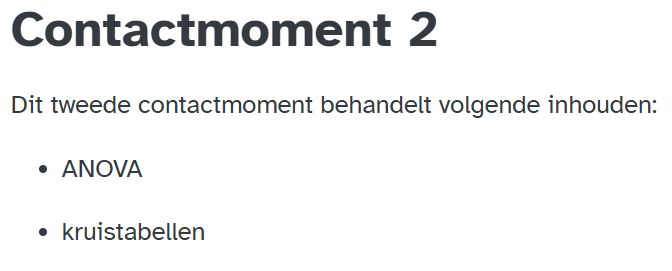 Contactmoment 2
Dit tweede contactmoment behandelt volgende inhouden:
• ANOVA
• kruistabellen